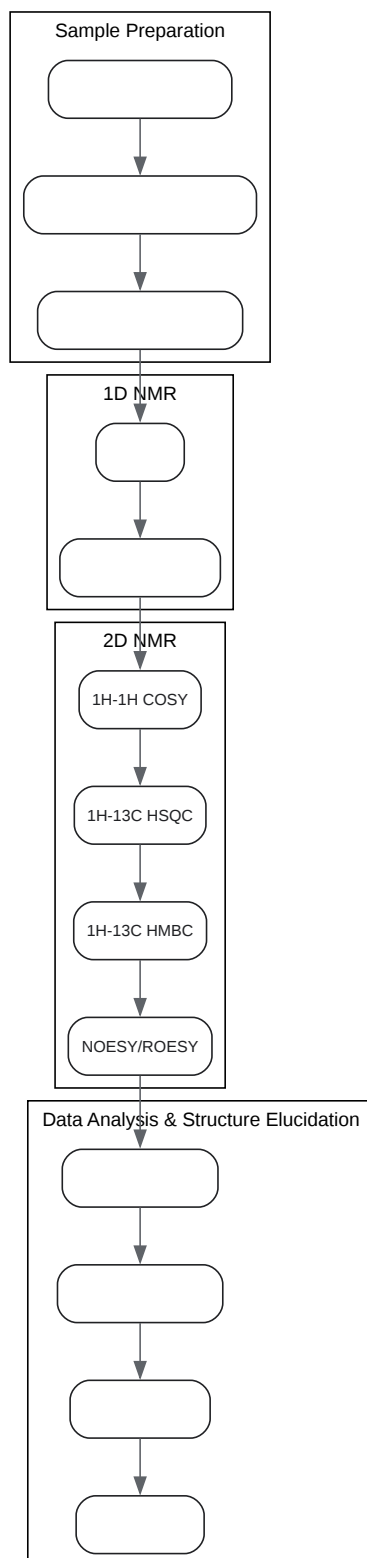 Sample Preparation
1D NMR
2D NMR
1H-1H COSY
1H-13C HSQC
1H-13C HMBC
NOESY/ROESY
Data Analysis & Structure Elucidation